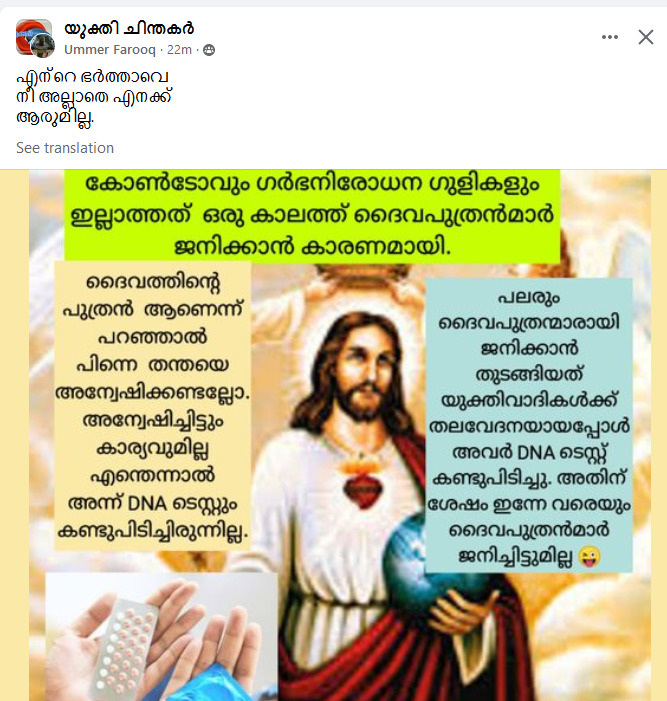 യുക്തി ചിന്തകർ
Ummer Farooq · 22m ·
എന്റെ ഭർത്താവെ
നീ അല്ലാതെ എനക്ക്
ആരുമില്ല.
See translation
കോൺടോവും ഗർഭനിരോധന ഗുളികളും
ഇല്ലാത്തത് ഒരു കാലത്ത് ദൈവപുത്രൻമാർ
ജനിക്കാൻ കാരണമായി.
ദൈവത്തിന്റെ
പുത്രൻ ആണെന്ന്
പറഞ്ഞാൽ
പിന്നെ തന്തയെ
അന്വേഷിക്കണ്ടല്ലോ.
അന്വേഷിച്ചിട്ടും
കാര്യവുമില്ല
എന്തെന്നാൽ
അന്ന് DNA ടെസ്റ്റും
കണ്ടുപിടിച്ചിരുന്നില്ല.
പലരും
ദൈവപുത്രന്മാരായി
ജനിക്കാൻ
തുടങ്ങിയത്
യുക്തിവാദികൾക്ക്
തലവേദനയായപ്പോൾ
അവർ DNA ടെസ്റ്റ്
കണ്ടുപിടിച്ചു. അതിന്
ശേഷം ഇന്നേ വരെയും
ദൈവപുത്രൻമാർ
ജനിച്ചിട്ടുമില്ല 😜